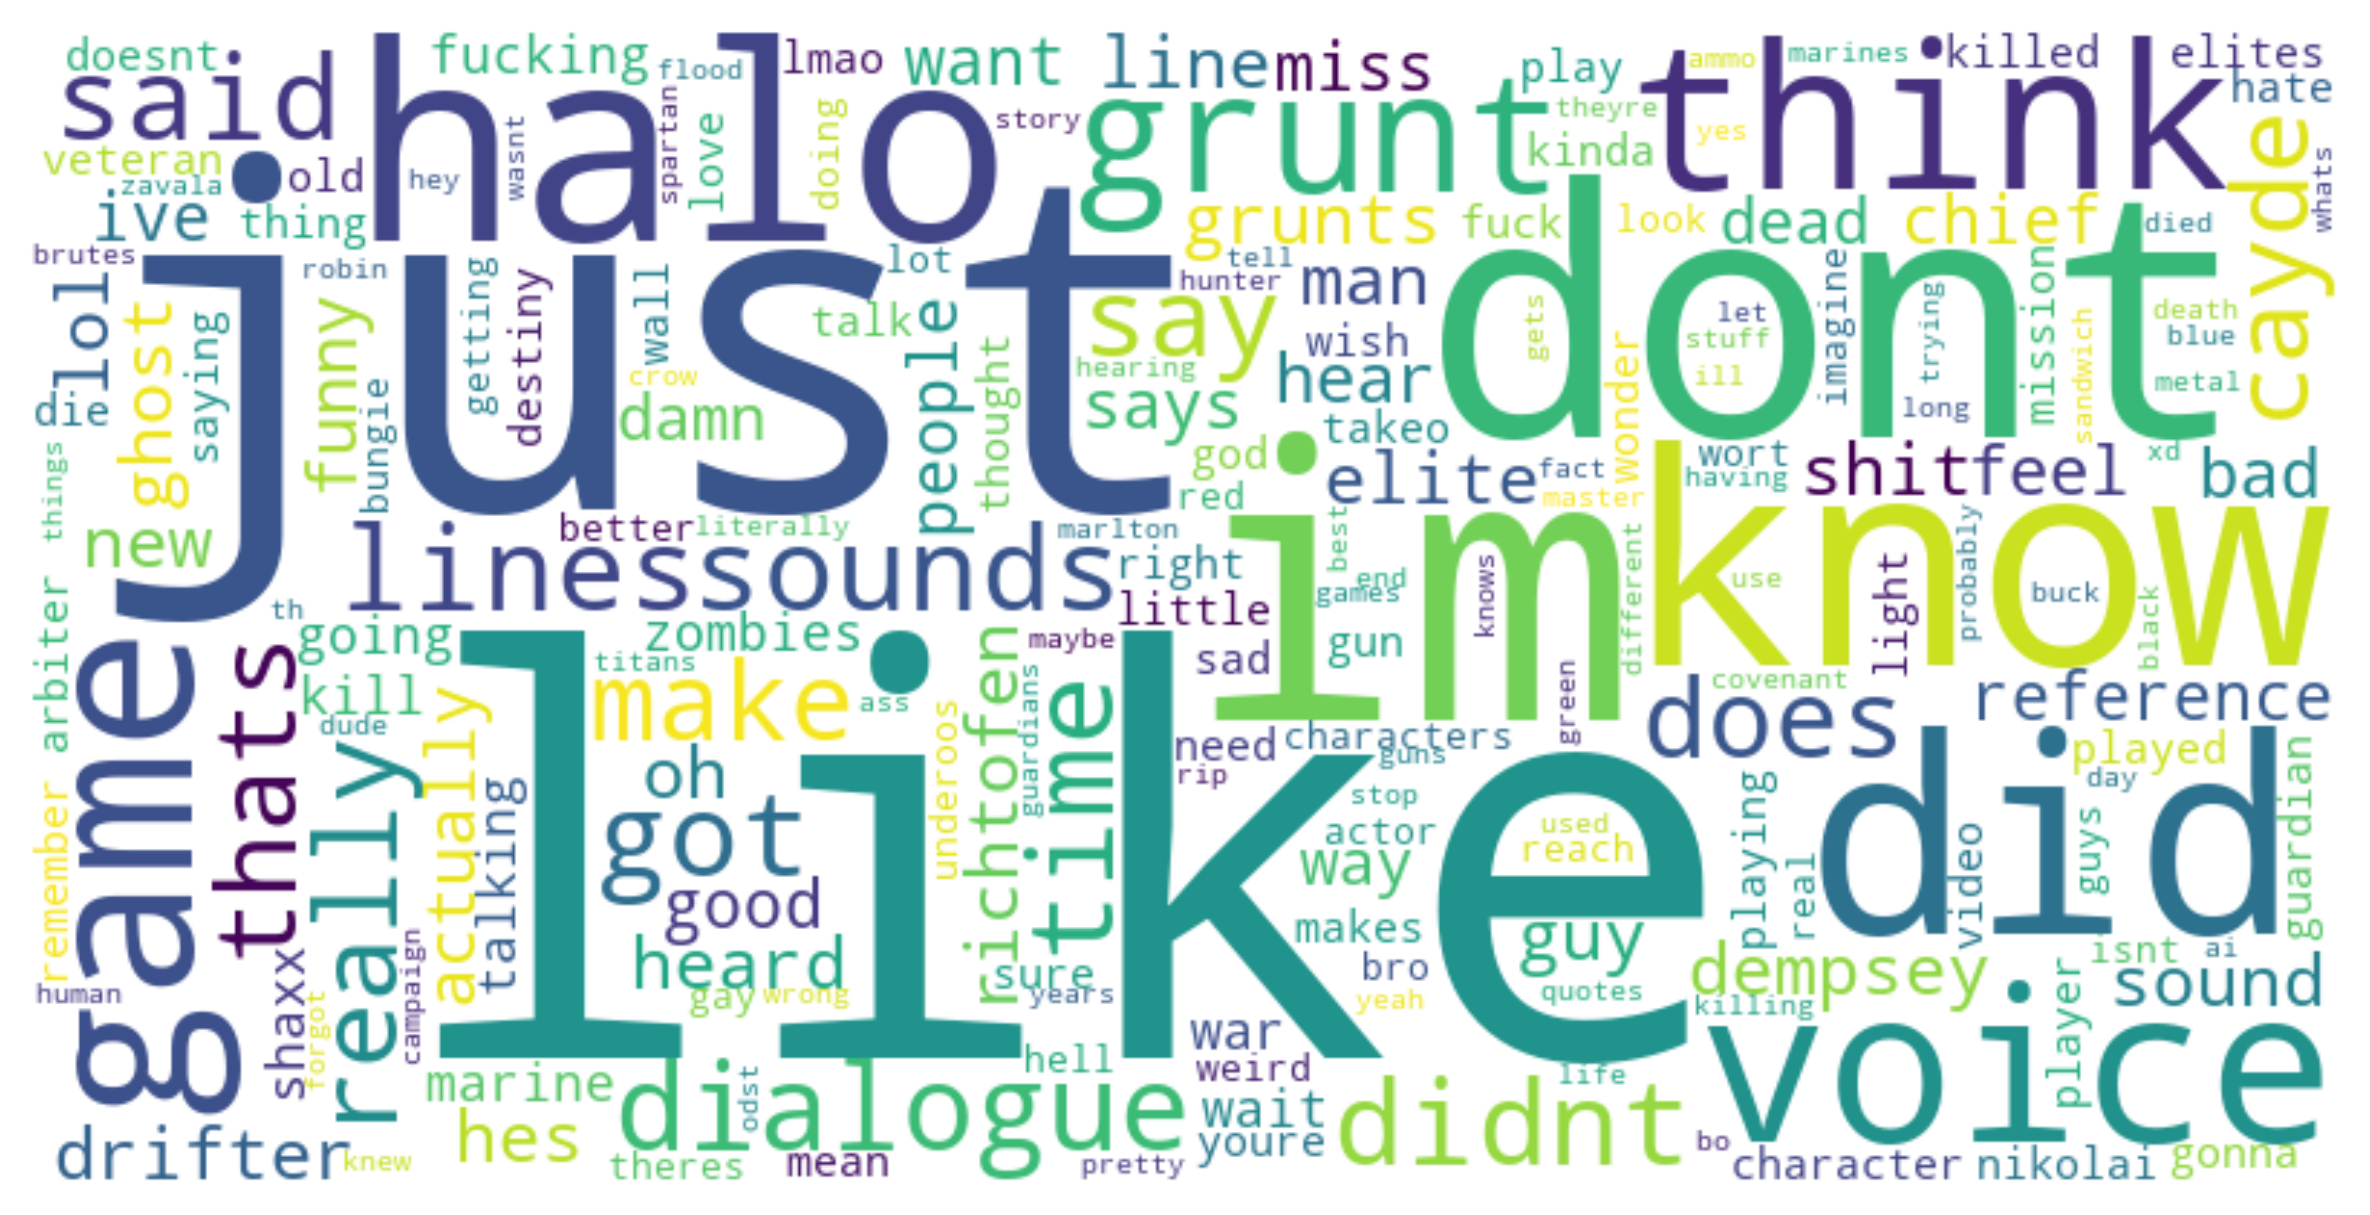 doesnt
said
halo
fucking
flood
lmao
want
line
miss
play
ammo
marines
killed
elites
hate
think
grunt
theyre
yes
kinda
story
spartan
love
doing
wasnt
hey
old
veteran
zavala
ive
thing
cayde
whats
grunts
fuck
look
dead
chief
died
brutes
just
robin
lot
tell
hunter
man
dont
say
talk
wish
hear
hearing
says
takeo
god
red
elite
fact
master
wonder
gets
let
stuff
ill
imagine
trying
long
mission
death
blue
metal
sandwich
xd
wort
having
shit
feel
bad
lol
die
ghost
saying
funny
bungie
getting
destiny
wall
crow
damn
people
thought
things
new
better
literally
marlton
lines
sounds
right
little
im
best
end
games
knows
different
know
use
light
probably
buck
black
arbiter
th
game
thats
going
kill
dude
really
zombies
titans
make
ass
like
maybe
richtofen
guardians
time
underoos
sad
gun
green
covenant
does
reference
need
characters
guns
rip
stop
actor
way
used
reach
did
played
day
guardian
playing
real
video
guys
remember
actually
talking
oh
got
good
heard
gay
wrong
sure
years
makes
bro
yeah
guy
quotes
dempsey
killing
isnt
ai
sound
player
human
shaxx
forgot
campaign
marine
hes
dialogue
odst
hell
war
weird
wait
youre
life
didnt
voice
drifter
knew
theres
mean
pretty
bo
character
nikolai
gonna